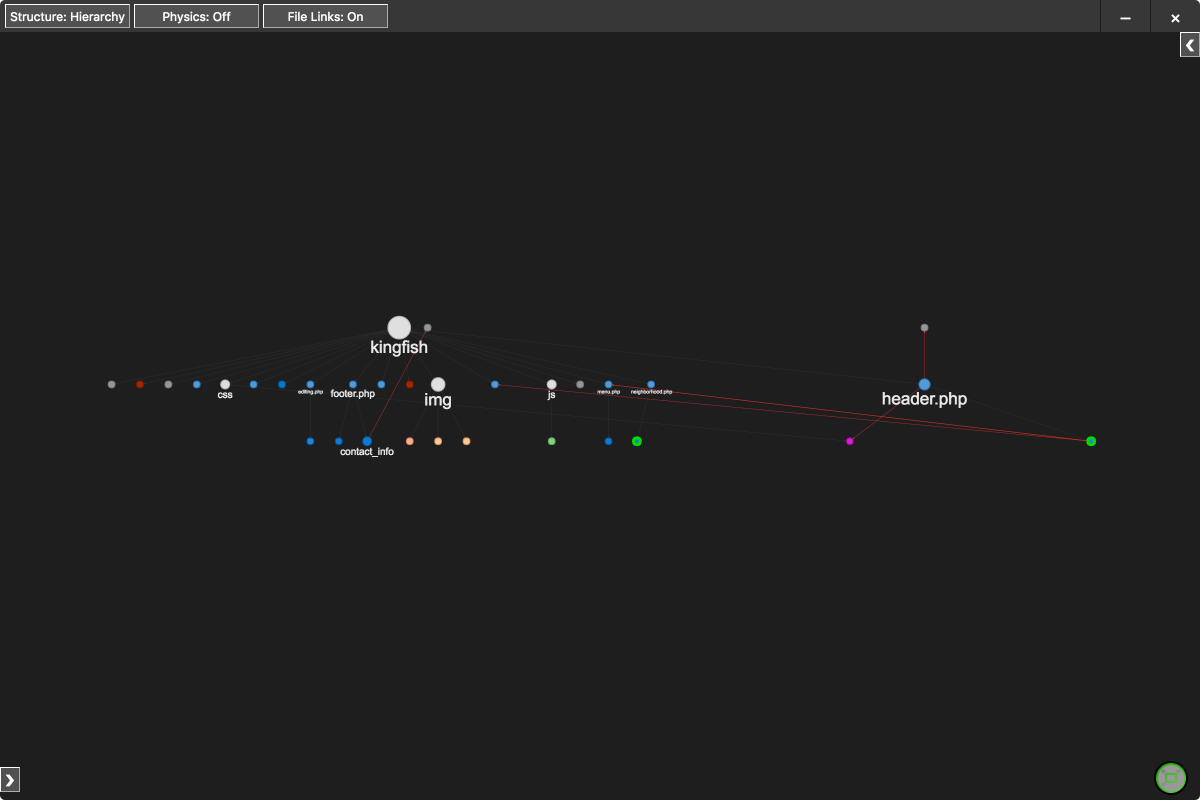 Structure: Hierarchy
Physics: Off
File Links: On
kingfish
css
editing.php
footer.php
img
js
menu.php
neighborhood.php
header.php
contact_info